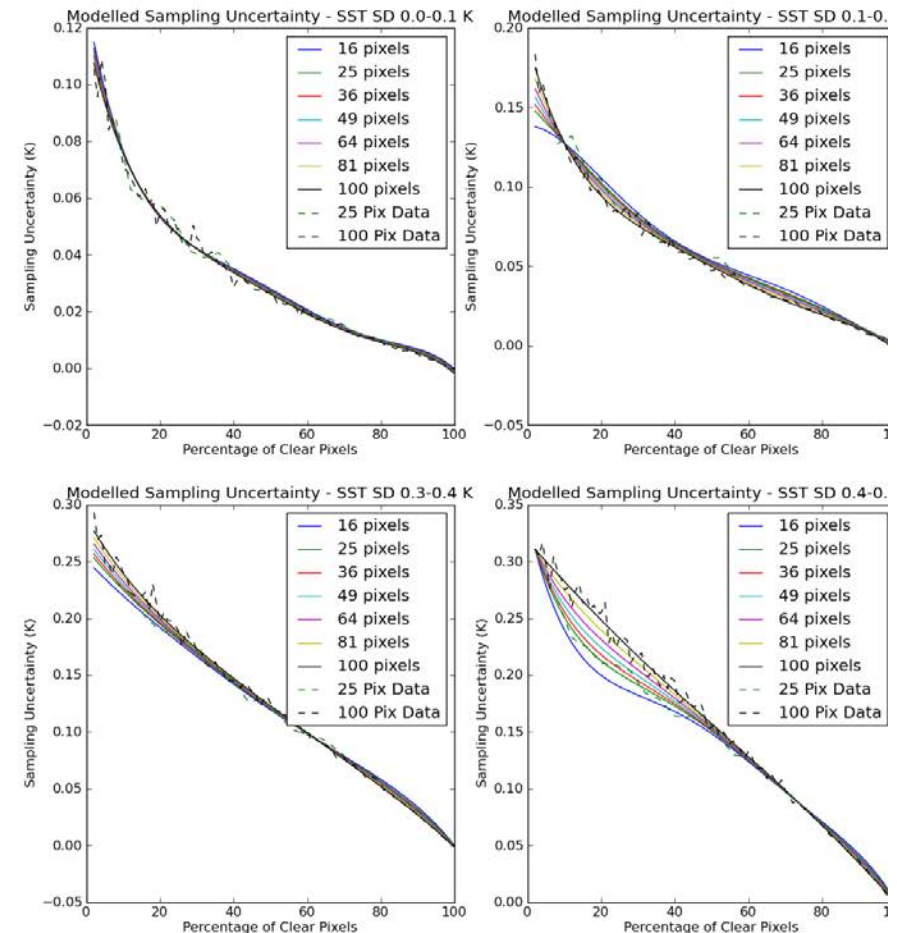 Modelled Sampling Uncertainty - SST SD 0.0-0.1 K
0.12
0.10
0.08
0.06
0.04
0.02
0.00
−0.02
Sampling Uncertainty (K)
16 pixels
25 pixels
36 pixels
49 pixels
64 pixels
81 pixels
100 pixels
25 Pix Data
100 Pix Data
0 20 40 60 80 100
Percentage of Clear Pixels
Modelled Sampling Uncertainty - SST SD 0.1-0.
0.20
0.15
0.10
0.05
0.00
−0.05
Sampling Uncertainty (K)
16 pixels
25 pixels
36 pixels
49 pixels
64 pixels
81 pixels
100 pixels
25 Pix Data
100 Pix Data
0 20 40 60 80 1
Percentage of Clear Pixels
Modelled Sampling Uncertainty - SST SD 0.3-0.4 K
0.30
0.25
0.20
0.15
0.10
0.05
0.00
−0.05
Sampling Uncertainty (K)
16 pixels
25 pixels
36 pixels
49 pixels
64 pixels
81 pixels
100 pixels
25 Pix Data
100 Pix Data
0 20 40 60 80 100
Percentage of Clear Pixels
Modelled Sampling Uncertainty - SST SD 0.4-0.
0.35
0.30
0.25
0.20
0.15
0.10
0.05
0.00
Sampling Uncertainty (K)
16 pixels
25 pixels
36 pixels
49 pixels
64 pixels
81 pixels
100 pixels
25 Pix Data
100 Pix Data
0 20 40 60 80 1
Percentage of Clear Pixels